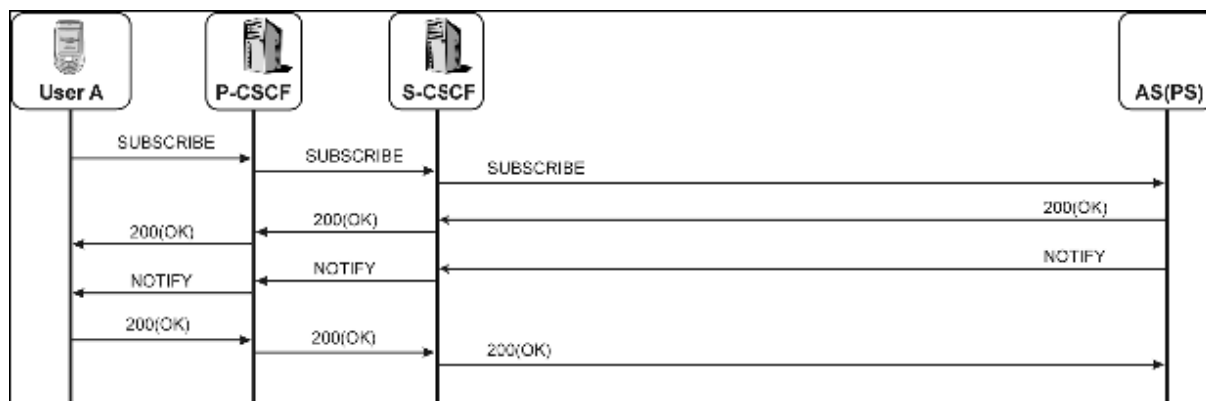 User A
P-CSCF
S-CSCF
AS(PS)
SUBSCRIBE
SUBSCRIBE
SUBSCRIBE
200(OK)
200(OK)
200(OK)
NOTIFY
NOTIFY
NOTIFY
200(OK)
200(OK)
200(OK)